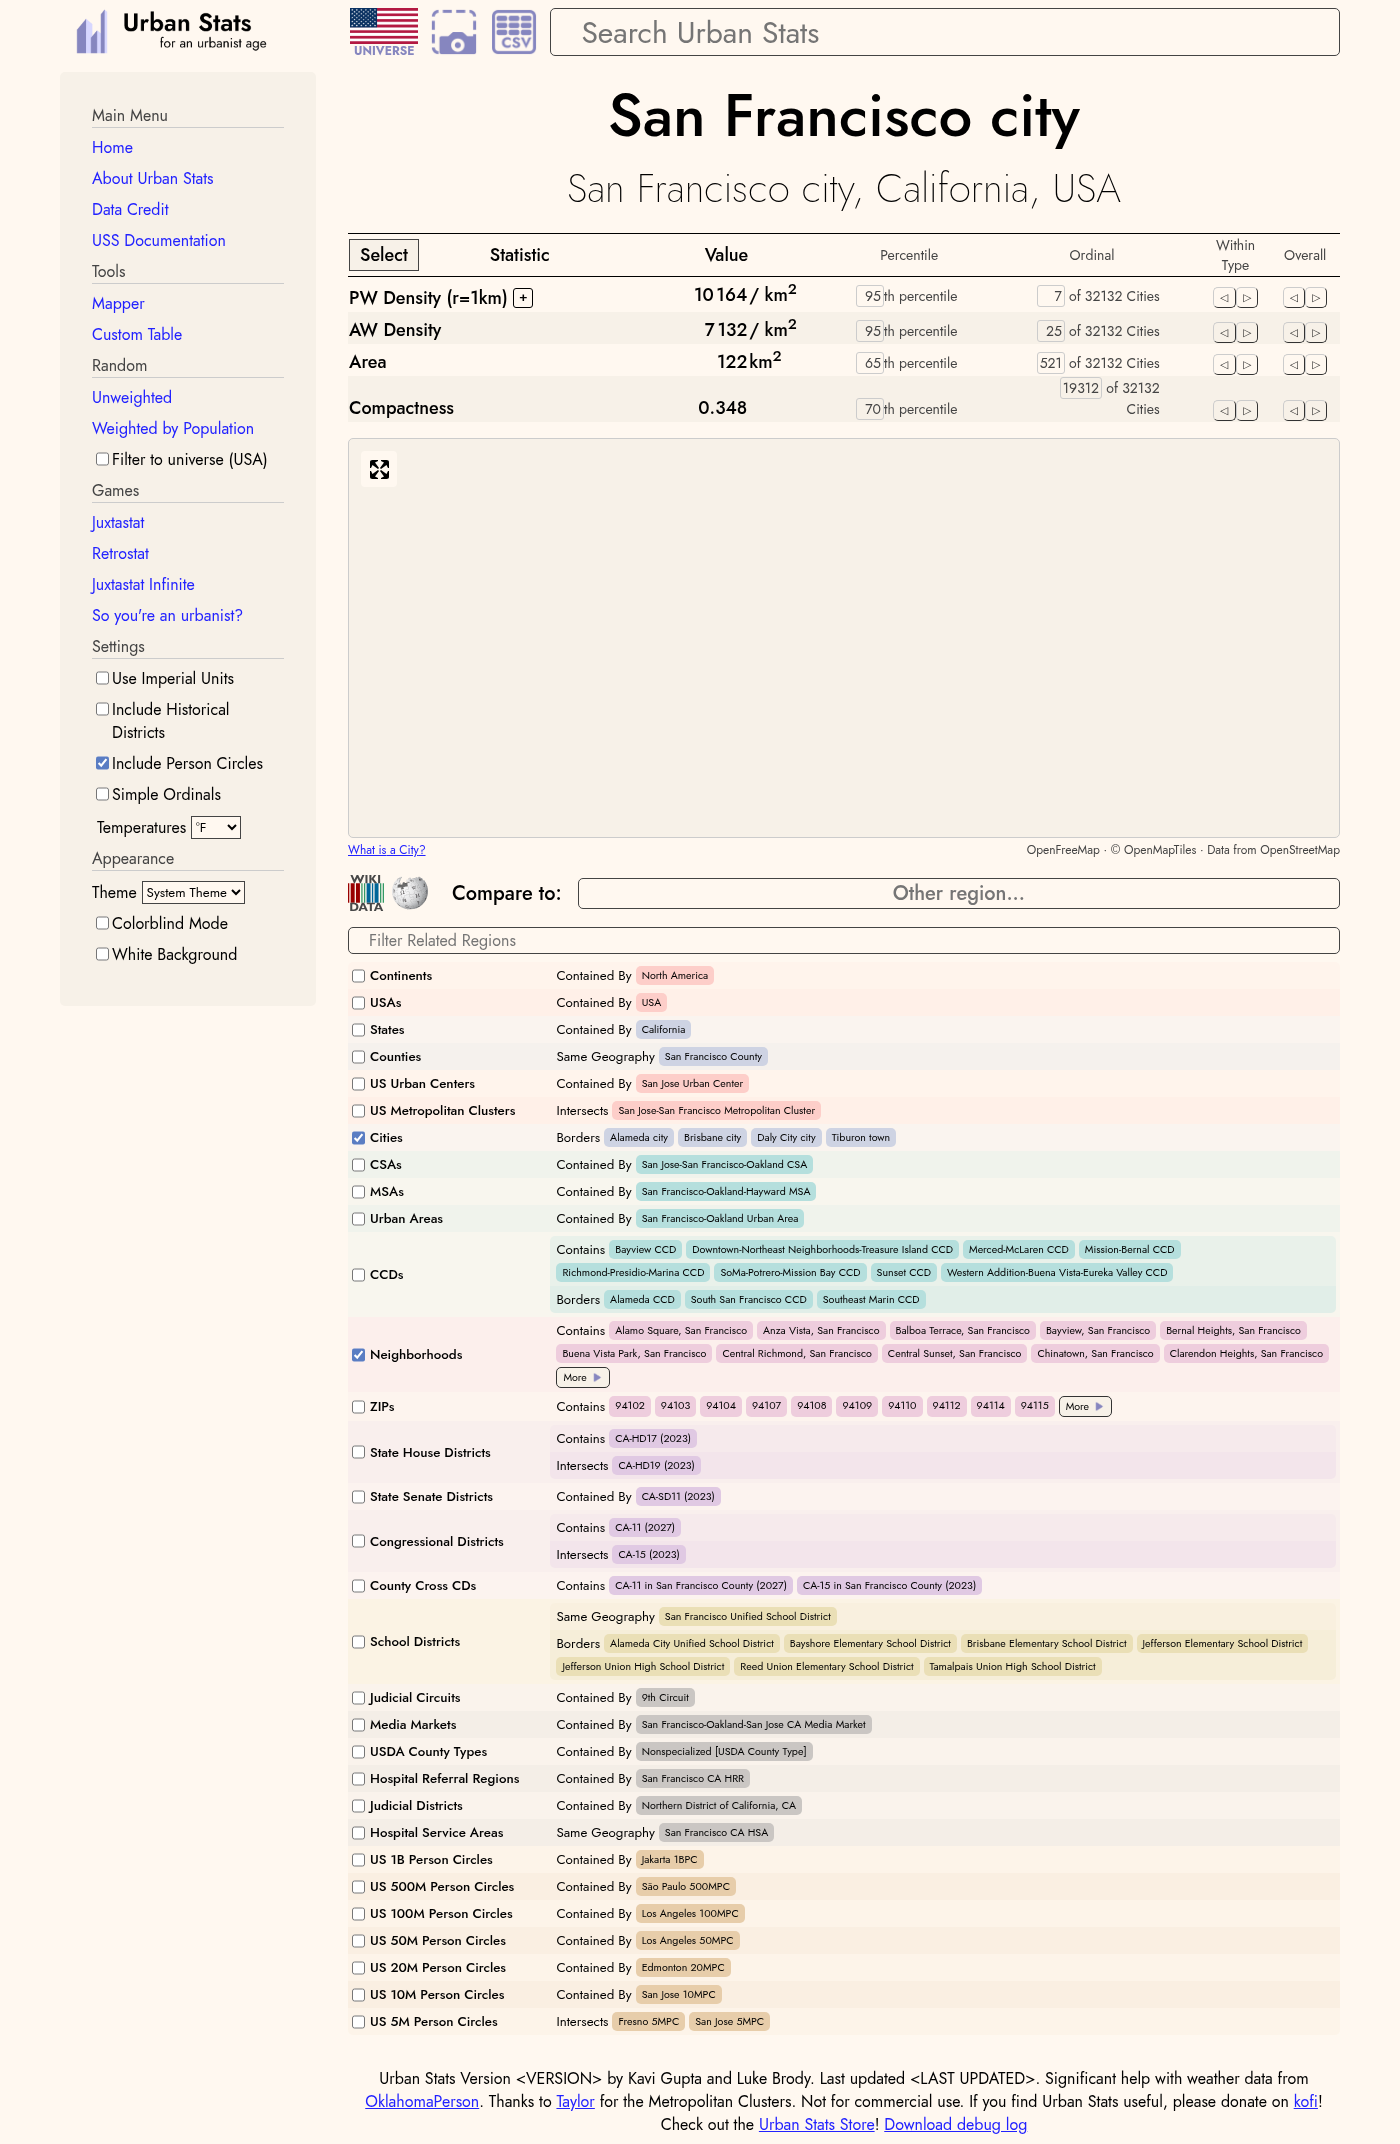 Urban Stats
for an urbanist age
UNIVERSE
CSV
Search Urban Stats
Main Menu
Home
About Urban Stats
Data Credit
USS Documentation
Tools
Mapper
Custom Table
Random
Unweighted
Weighted by Population
Filter to universe (USA)
Games
Juxtastat
Retrostat
Juxtastat Infinite
So you're an urbanist?
Settings
Use Imperial Units
Include Historical
Districts
Include Person Circles
Simple Ordinals
Temperatures °F
Appearance
Theme System Theme
Colorblind Mode
White Background
San Francisco city
San Francisco city, California, USA
Select Statistic Value Percentile Ordinal Within Type Overall
PW Density (r=1km) + 10 164 / km2 95th percentile 7 of 32132 Cities ◁ ▷ ◁ ▷
AW Density 7 132 / km2 95th percentile 25 of 32132 Cities ◁ ▷ ◁ ▷
Area 122 km2 65th percentile 521 of 32132 Cities ◁ ▷ ◁ ▷
Compactness 0.348 70th percentile 19312 of 32132 Cities ◁ ▷ ◁ ▷
What is a City? OpenFreeMap · © OpenMapTiles · Data from OpenStreetMap
WIKI
DATA
Compare to: Other region...
Filter Related Regions
Continents Contained By North America
USAs Contained By USA
States Contained By California
Counties Same Geography San Francisco County
US Urban Centers Contained By San Jose Urban Center
US Metropolitan Clusters Intersects San Jose-San Francisco Metropolitan Cluster
Cities Borders Alameda city Brisbane city Daly City city Tiburon town
CSAs Contained By San Jose-San Francisco-Oakland CSA
MSAs Contained By San Francisco-Oakland-Hayward MSA
Urban Areas Contained By San Francisco-Oakland Urban Area
CCDs
Contains Bayview CCD Downtown-Northeast Neighborhoods-Treasure Island CCD Merced-McLaren CCD Mission-Bernal CCD
Richmond-Presidio-Marina CCD SoMa-Potrero-Mission Bay CCD Sunset CCD Western Addition-Buena Vista-Eureka Valley CCD
Borders Alameda CCD South San Francisco CCD Southeast Marin CCD
Neighborhoods
Contains Alamo Square, San Francisco Anza Vista, San Francisco Balboa Terrace, San Francisco Bayview, San Francisco Bernal Heights, San Francisco
Buena Vista Park, San Francisco Central Richmond, San Francisco Central Sunset, San Francisco Chinatown, San Francisco Clarendon Heights, San Francisco
More
ZIPs Contains 94102 94103 94104 94107 94108 94109 94110 94112 94114 94115 More
State House Districts
Contains CA-HD17 (2023)
Intersects CA-HD19 (2023)
State Senate Districts Contained By CA-SD11 (2023)
Congressional Districts
Contains CA-11 (2027)
Intersects CA-15 (2023)
County Cross CDs Contains CA-11 in San Francisco County (2027) CA-15 in San Francisco County (2023)
School Districts
Same Geography San Francisco Unified School District
Borders Alameda City Unified School District Bayshore Elementary School District Brisbane Elementary School District Jefferson Elementary School District
Jefferson Union High School District Reed Union Elementary School District Tamalpais Union High School District
Judicial Circuits Contained By 9th Circuit
Media Markets Contained By San Francisco-Oakland-San Jose CA Media Market
USDA County Types Contained By Nonspecialized [USDA County Type]
Hospital Referral Regions Contained By San Francisco CA HRR
Judicial Districts Contained By Northern District of California, CA
Hospital Service Areas Same Geography San Francisco CA HSA
US 1B Person Circles Contained By Jakarta 1BPC
US 500M Person Circles Contained By São Paulo 500MPC
US 100M Person Circles Contained By Los Angeles 100MPC
US 50M Person Circles Contained By Los Angeles 50MPC
US 20M Person Circles Contained By Edmonton 20MPC
US 10M Person Circles Contained By San Jose 10MPC
US 5M Person Circles Intersects Fresno 5MPC San Jose 5MPC
Urban Stats Version <VERSION> by Kavi Gupta and Luke Brody. Last updated <LAST UPDATED>. Significant help with weather data from
OklahomaPerson. Thanks to Taylor for the Metropolitan Clusters. Not for commercial use. If you find Urban Stats useful, please donate on kofi!
Check out the Urban Stats Store! Download debug log